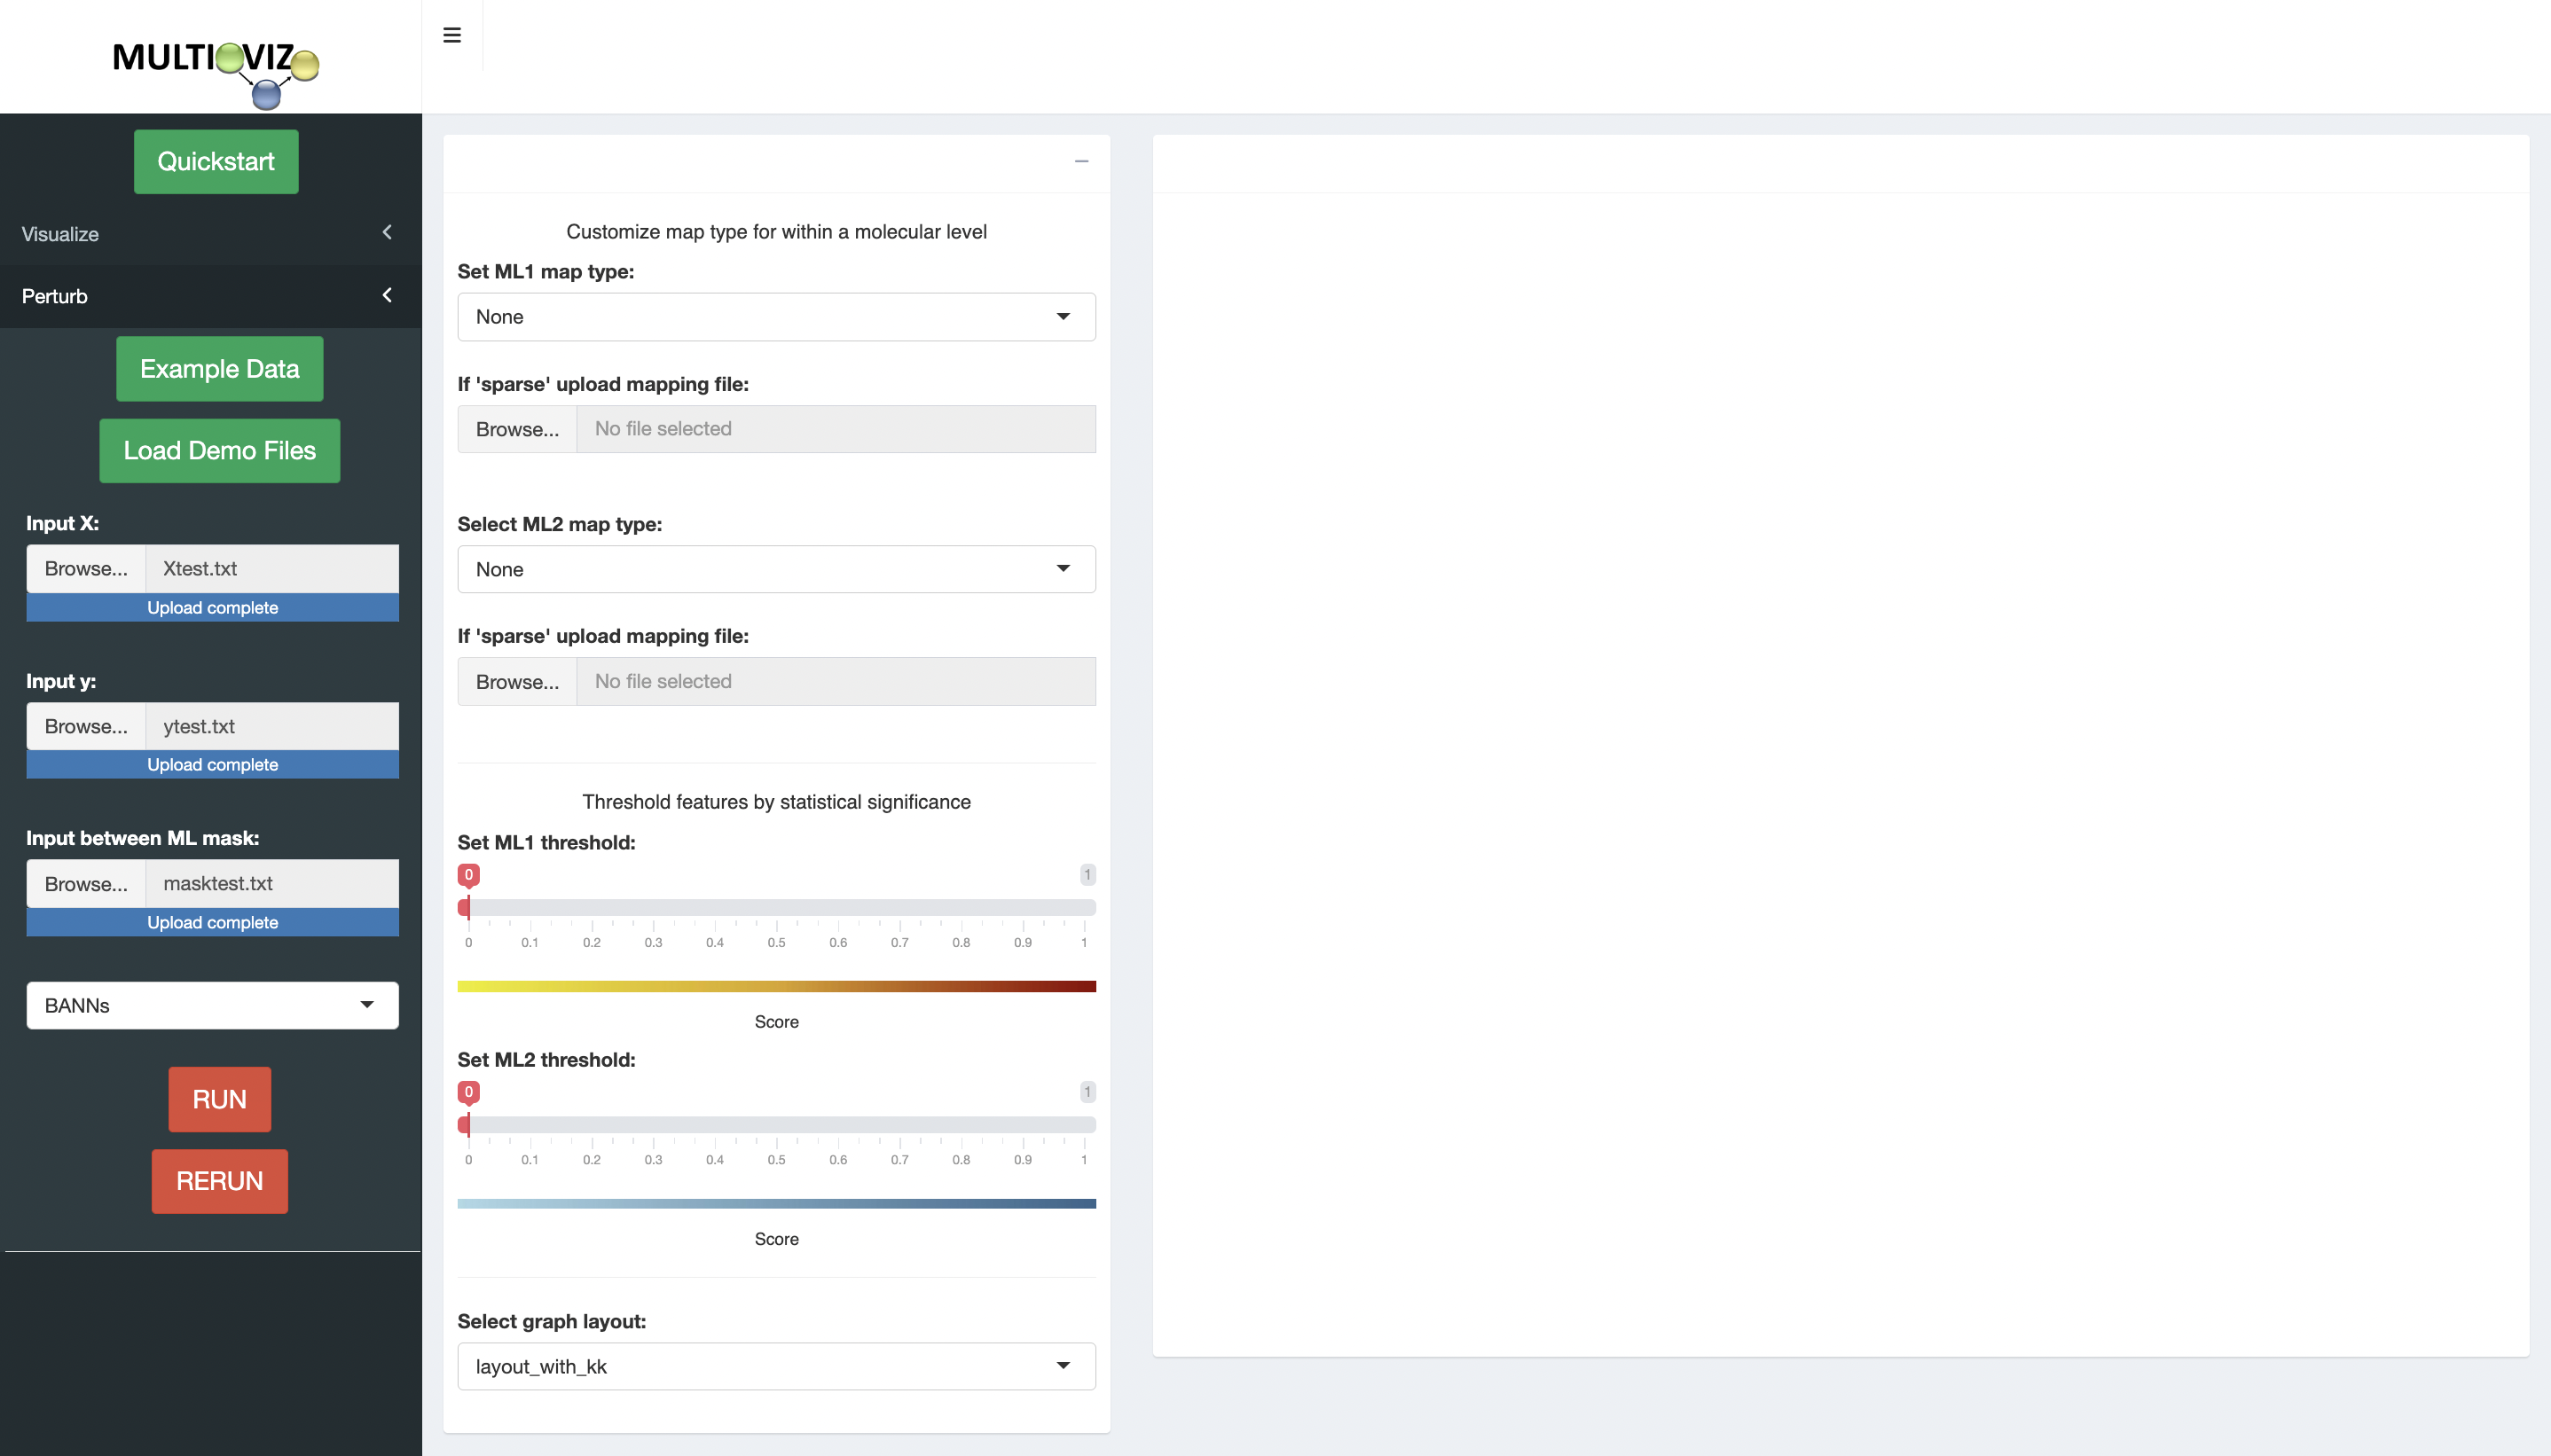 MULTIOVIZ
Quickstart
Visualize
Perturb
Example Data
Load Demo Files
Input X:
Browse... Xtest.txt
Upload complete
Input y:
Browse... ytest.txt
Upload complete
Input between ML mask:
Browse... masktest.txt
Upload complete
BANNs
RUN
RERUN
Customize map type for within a molecular level
Set ML1 map type:
None
If 'sparse' upload mapping file:
Browse... No file selected
Select ML2 map type:
None
If 'sparse' upload mapping file:
Browse... No file selected
Threshold features by statistical significance
Set ML1 threshold:
0 1
0 0.1 0.2 0.3 0.4 0.5 0.6 0.7 0.8 0.9 1
Score
Set ML2 threshold:
0 1
0 0.1 0.2 0.3 0.4 0.5 0.6 0.7 0.8 0.9 1
Score
Select graph layout:
layout_with_kk